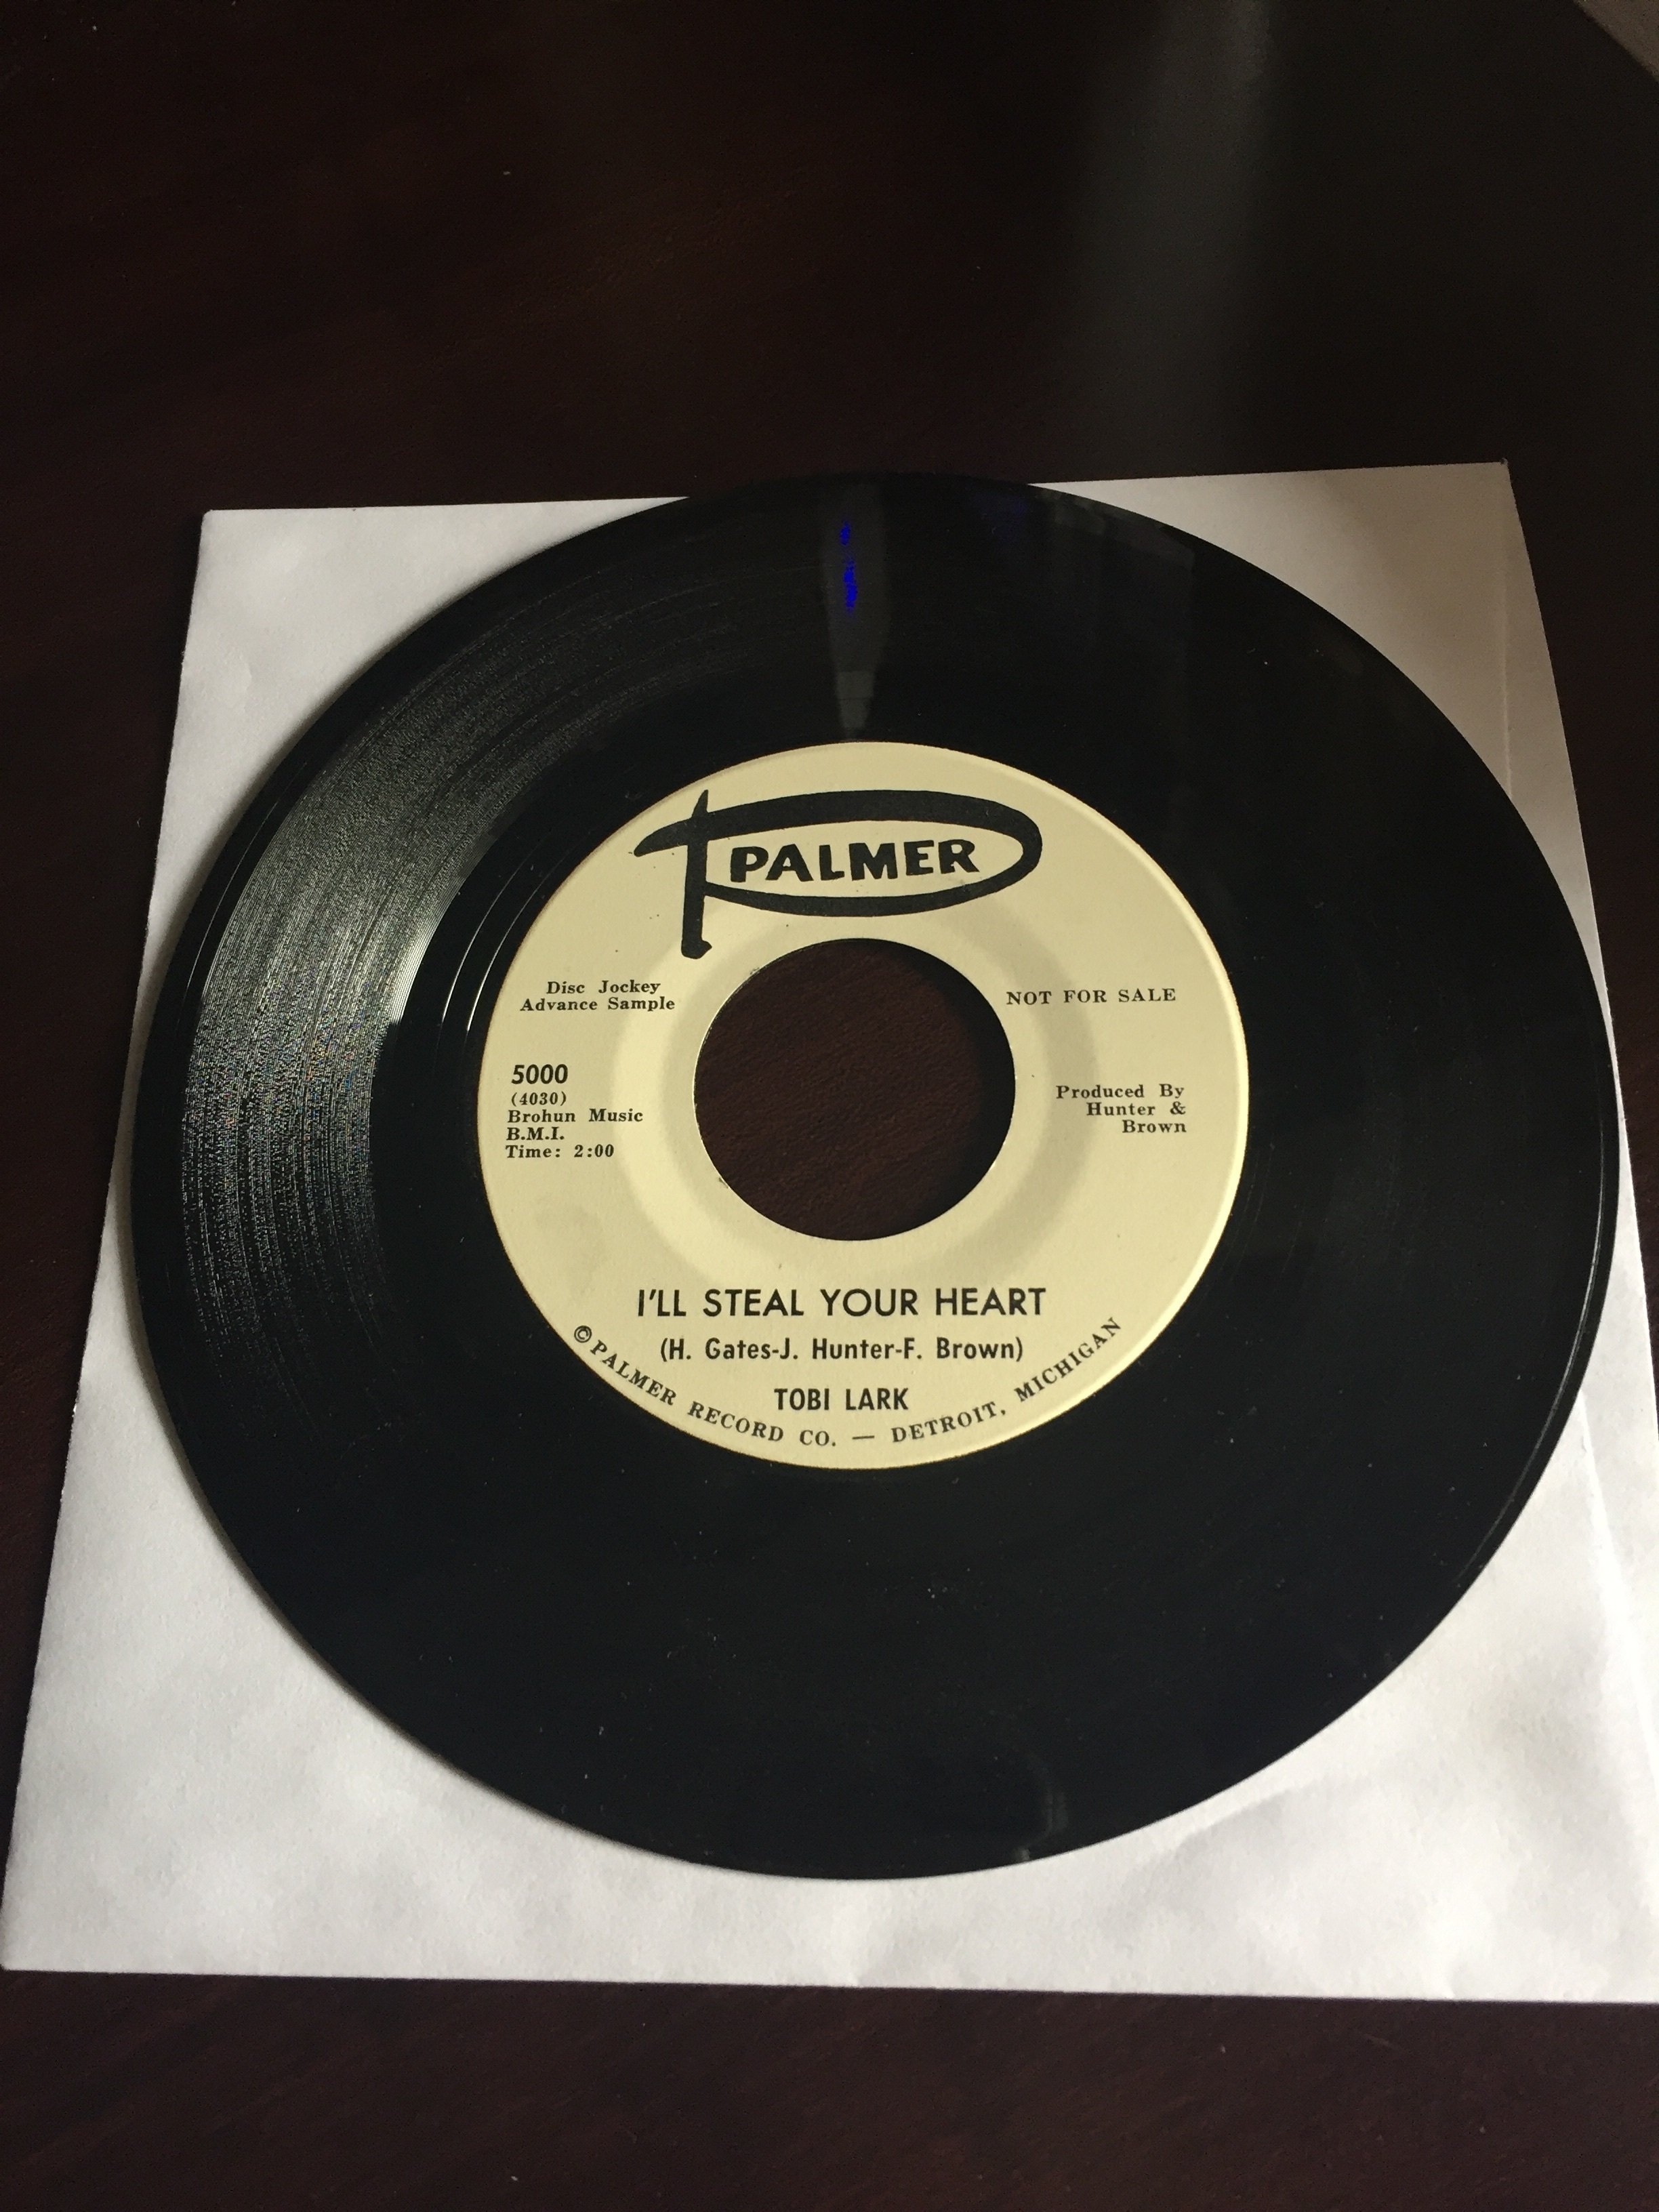 PALMER
Disc Jockey
Advance Sample
NOT FOR SALE
5000
(4030)
Brohun Music
B.M.I.
Time: 2:00
Produced By
Hunter &
Brown
I'LL STEAL YOUR HEART
(H. Gates-J. Hunter-F. Brown)
TOBI LARK
© PALMER RECORD CO. — DETROIT, MICHIGAN